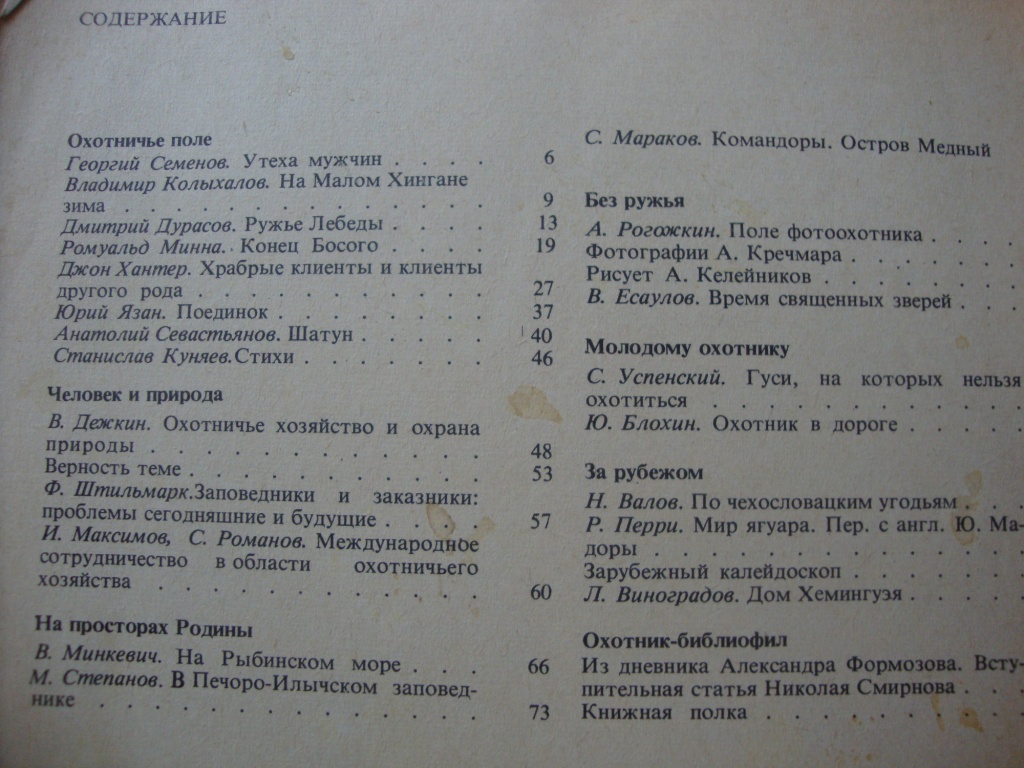 СОДЕРЖАНИЕ
Охотничье поле
Георгий Семенов. Утеха мужчин . . . . 6
Владимир Колыхалов. На Малом Хингане
зима . . . . . . . . . . . . . . 9
Дмитрий Дурасов. Ружье Лебеды . . . . 13
Ромуальд Минна. Конец Босого . . . . 19
Джон Хантер. Храбрые клиенты и клиенты
другого рода . . . . . . . . . . . 27
Юрий Язан. Поединок . . . . . . . . 37
Анатолий Севастьянов. Шатун . . . . . 40
Станислав Куняев. Стихи . . . . . . . 46
Человек и природа
В. Дежкин. Охотничье хозяйство и охрана
природы . . . . . . . . . . . . . 48
Верность теме . . . . . . . . . . . 53
Ф. Штильмарк. Заповедники и заказники:
проблемы сегодняшние и будущие . . . . 57
И. Максимов, С. Романов. Международное
сотрудничество в области охотничьего
хозяйства . . . . . . . . . . . . 60
На просторах Родины
В. Минкевич. На Рыбинском море . . . . 66
М. Степанов. В Печоро-Илычском заповед-
нике . . . . . . . . . . . . . . 73
С. Мараков. Командоры. Остров Медный
Без ружья
А. Рогожкин. Поле фотоохотника . . . .
Фотографии А. Кречмара . . . . . . .
Рисует А. Келейников . . . . . . . .
В. Есаулов. Время священных зверей . . .
Молодому охотнику
С. Успенский. Гуси, на которых нельзя
охотиться . . . . . . . . . . . .
Ю. Блохин. Охотник в дороге . . . . .
За рубежом
Н. Валов. По чехословацким угодьям . . .
Р. Перри. Мир ягуара. Пер. с англ. Ю. Ма-
доры . . . . . . . . . . . . . .
Зарубежный калейдоскоп . . . . . . .
Л. Виноградов. Дом Хемингуэя . . . . .
Охотник-библиофил
Из дневника Александра Формозова. Всту-
пительная статья Николая Смирнова . . .
Книжная полка . . . . . . . . . .